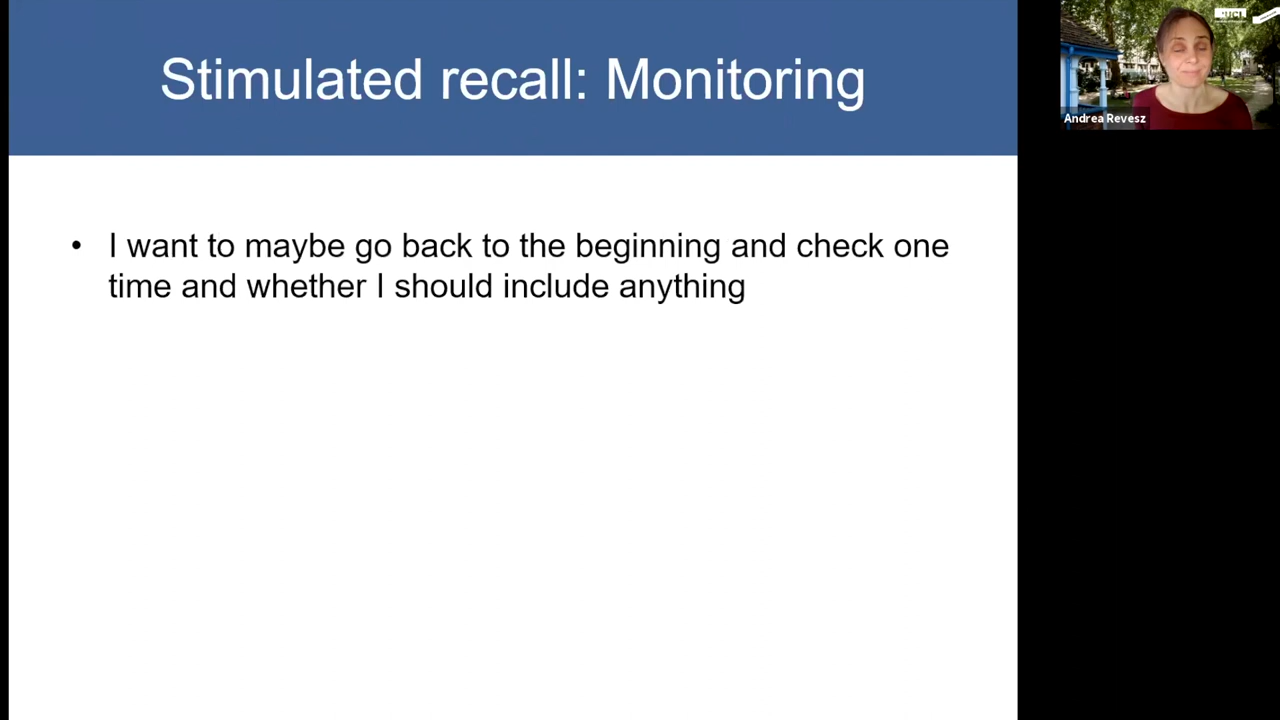 Stimulated recall: Monitoring
• I want to maybe go back to the beginning and check one
time and whether I should include anything
Andrea Revesz